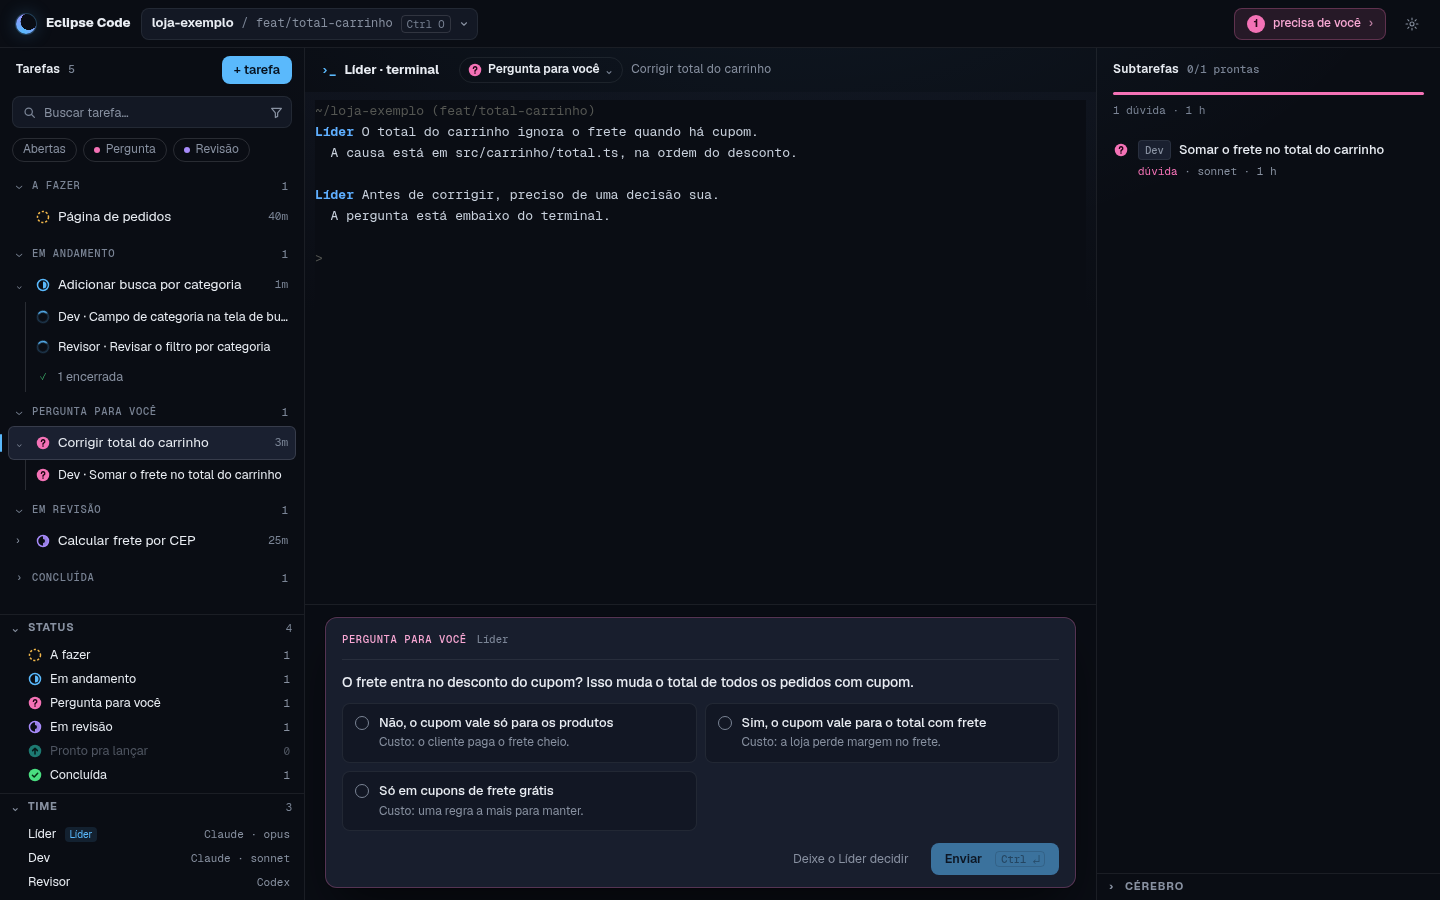 Eclipse Code
loja-exemplo / feat/total-carrinho Ctrl O
1 precisa de você ›
Tarefas 5
+ tarefa
Buscar tarefa…
Abertas
Pergunta
Revisão
A FAZER 1
Página de pedidos 40m
EM ANDAMENTO 1
Adicionar busca por categoria 1m
Dev · Campo de categoria na tela de bu…
Revisor · Revisar o filtro por categoria
✓ 1 encerrada
PERGUNTA PARA VOCÊ 1
Corrigir total do carrinho 3m
Dev · Somar o frete no total do carrinho
EM REVISÃO 1
Calcular frete por CEP 25m
CONCLUÍDA 1
STATUS 4
A fazer 1
Em andamento 1
Pergunta para você 1
Em revisão 1
Pronto pra lançar 0
Concluída 1
TIME 3
Líder Líder Claude · opus
Dev Claude · sonnet
Revisor Codex
›_ Líder · terminal
Pergunta para você
Corrigir total do carrinho
~/loja-exemplo (feat/total-carrinho)
Líder O total do carrinho ignora o frete quando há cupom.
A causa está em src/carrinho/total.ts, na ordem do desconto.
Líder Antes de corrigir, preciso de uma decisão sua.
A pergunta está embaixo do terminal.
>
PERGUNTA PARA VOCÊ Líder
O frete entra no desconto do cupom? Isso muda o total de todos os pedidos com cupom.
Não, o cupom vale só para os produtos
Custo: o cliente paga o frete cheio.
Sim, o cupom vale para o total com frete
Custo: a loja perde margem no frete.
Só em cupons de frete grátis
Custo: uma regra a mais para manter.
Deixe o Líder decidir
Enviar Ctrl ↵
Subtarefas 0/1 prontas
1 dúvida · 1 h
Dev Somar o frete no total do carrinho
dúvida · sonnet · 1 h
› CÉREBRO